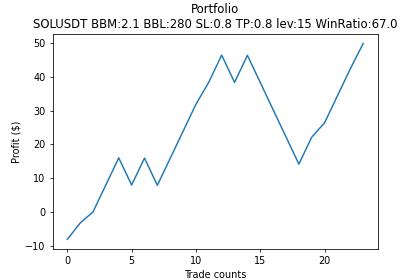 Portfolio
SOLUSDT BBM:2.1 BBL:280 SL:0.8 TP:0.8 lev:15 WinRatio:67.0
50
40
30
20
10
0
−10
Profit ($)
0 5 10 15 20
Trade counts